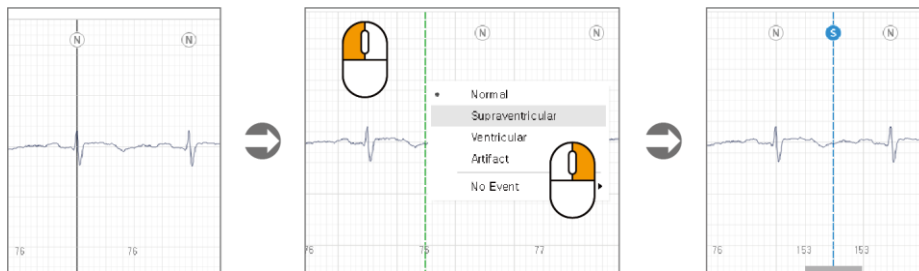 N N
76 76
N N
Normal
Supraventricular
Ventricular
Artifact
No Event
76 75 77
N S N
76 153 153